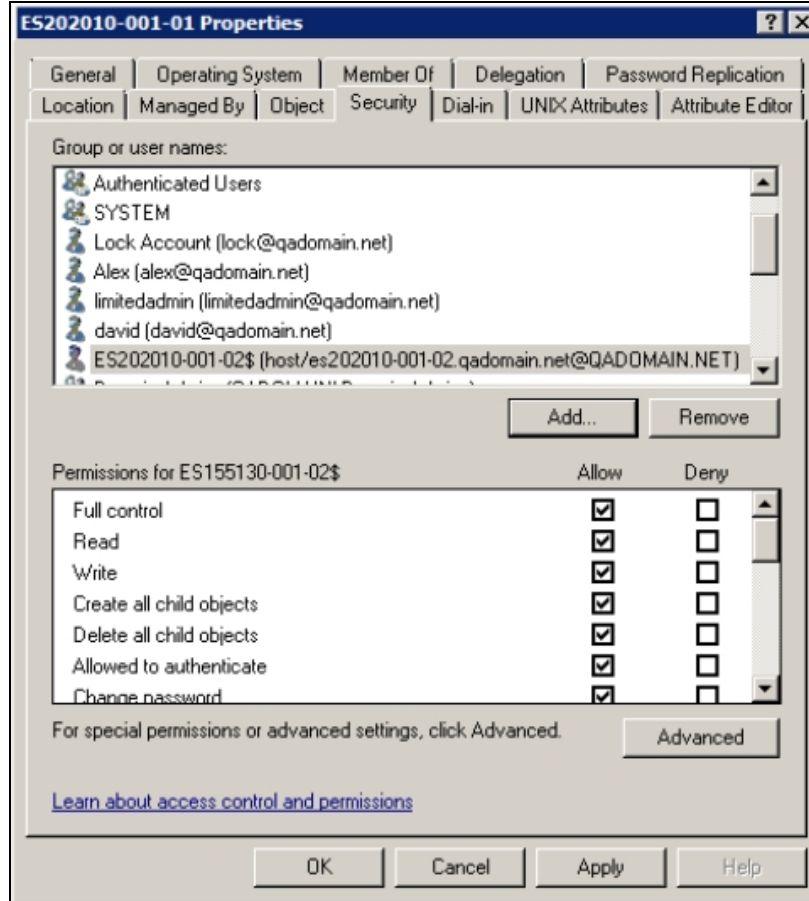 ES202010-001-01 Properties
General Operating System Member Of Delegation Password Replication
Location Managed By Object Security Dial-in UNIX Attributes Attribute Editor
Group or user names:
Authenticated Users
SYSTEM
Lock Account (lock@qadomain.net)
Alex (alex@qadomain.net)
limitedadmin (limitedadmin@qadomain.net)
david (david@qadomain.net)
ES202010-001-02$ (host/es202010-001-02.qadomain.net@QADOMAIN.NET)
Add... Remove
Permissions for ES155130-001-02$ Allow Deny
Full control
Read
Write
Create all child objects
Delete all child objects
Allowed to authenticate
Change password
For special permissions or advanced settings, click Advanced. Advanced
Learn about access control and permissions
OK Cancel Apply Help